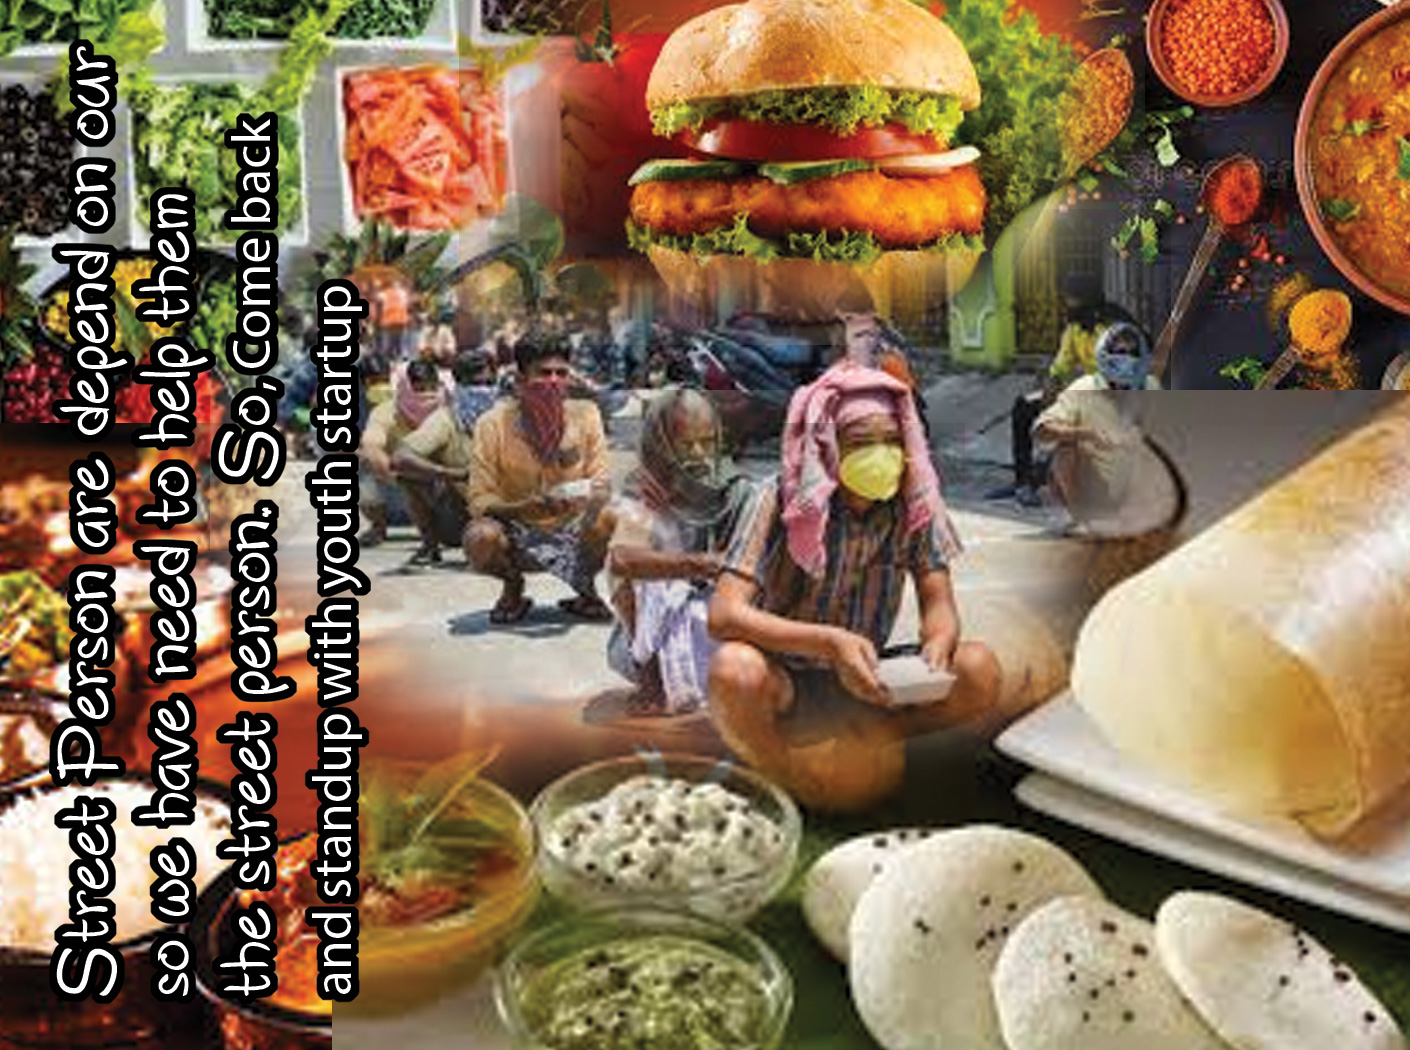 Street Person are depend on our
so we have need to help them
the street person. So, Come back
and standup with youth startup